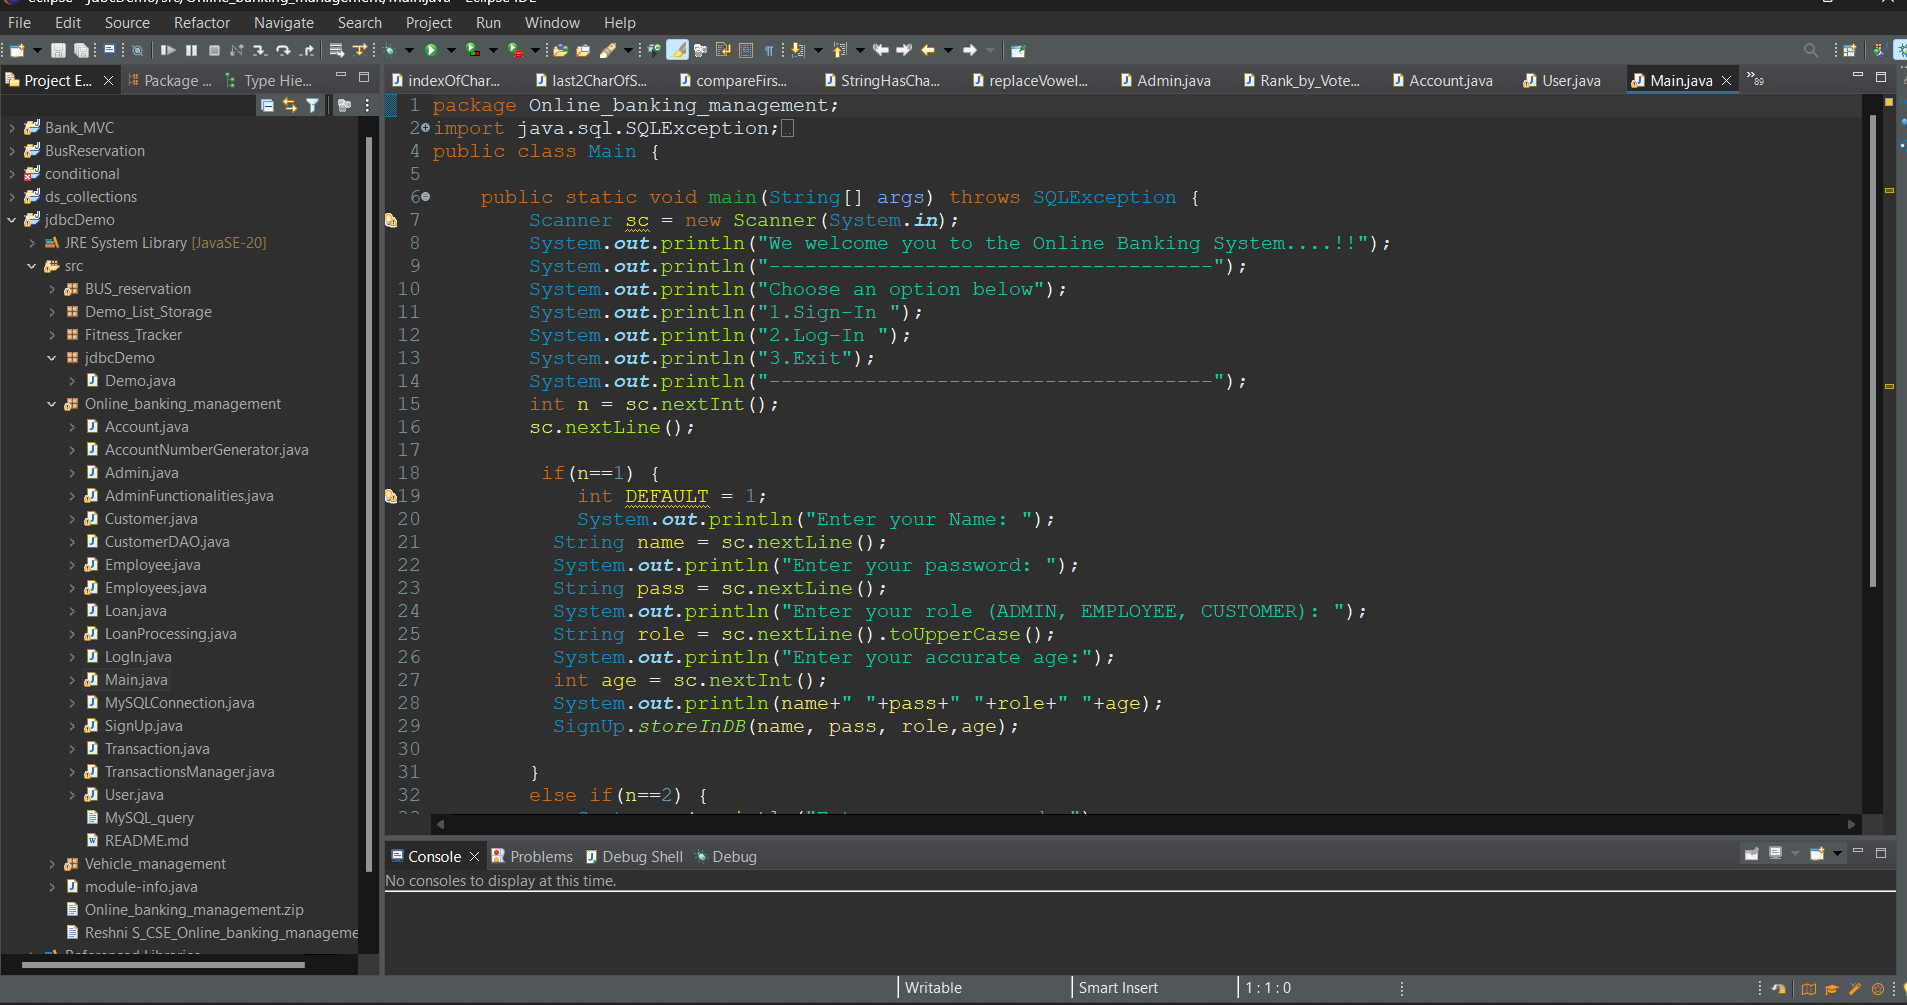 eclipse - jdbcDemo/src/Online_banking_management/Main.java - Eclipse IDE
File Edit Source Refactor Navigate Search Project Run Window Help
Project E... Package ... Type Hie...
indexOfChar... last2CharOfS... compareFirs... StringHasCha... replaceVowel... Admin.java Rank_by_Vote... Account.java User.java Main.java »89
Bank_MVC
BusReservation
conditional
ds_collections
jdbcDemo
JRE System Library [JavaSE-20]
src
BUS_reservation
Demo_List_Storage
Fitness_Tracker
jdbcDemo
Demo.java
Online_banking_management
Account.java
AccountNumberGenerator.java
Admin.java
AdminFunctionalities.java
Customer.java
CustomerDAO.java
Employee.java
Employees.java
Loan.java
LoanProcessing.java
LogIn.java
Main.java
MySQLConnection.java
SignUp.java
Transaction.java
TransactionsManager.java
User.java
MySQL_query
README.md
Vehicle_management
module-info.java
Online_banking_management.zip
Reshni S_CSE_Online_banking_manageme
1 package Online_banking_management;
2 import java.sql.SQLException;
4 public class Main {
5
6 public static void main(String[] args) throws SQLException {
7 Scanner sc = new Scanner(System.in);
8 System.out.println("We welcome you to the Online Banking System....!!");
9 System.out.println("-------------------------------------");
10 System.out.println("Choose an option below");
11 System.out.println("1.Sign-In ");
12 System.out.println("2.Log-In ");
13 System.out.println("3.Exit");
14 System.out.println("-------------------------------------");
15 int n = sc.nextInt();
16 sc.nextLine();
17
18 if(n==1) {
19 int DEFAULT = 1;
20 System.out.println("Enter your Name: ");
21 String name = sc.nextLine();
22 System.out.println("Enter your password: ");
23 String pass = sc.nextLine();
24 System.out.println("Enter your role (ADMIN, EMPLOYEE, CUSTOMER): ");
25 String role = sc.nextLine().toUpperCase();
26 System.out.println("Enter your accurate age:");
27 int age = sc.nextInt();
28 System.out.println(name+" "+pass+" "+role+" "+age);
29 SignUp.storeInDB(name, pass, role,age);
30
31 }
32 else if(n==2) {
Console Problems Debug Shell Debug
No consoles to display at this time.
Writable Smart Insert 1 : 1 : 0